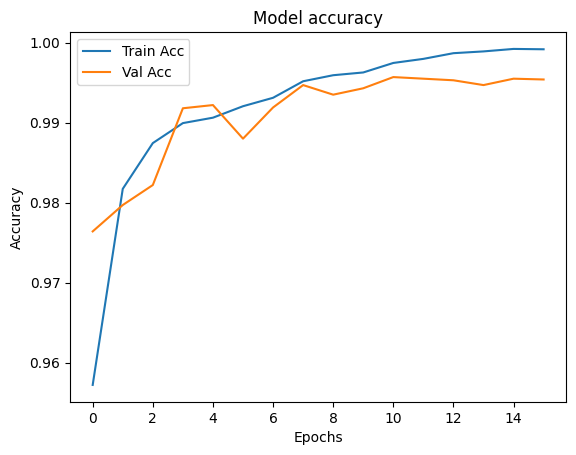 Model accuracy
Train Acc
Val Acc
Accuracy
1.00
0.99
0.98
0.97
0.96
0 2 4 6 8 10 12 14
Epochs